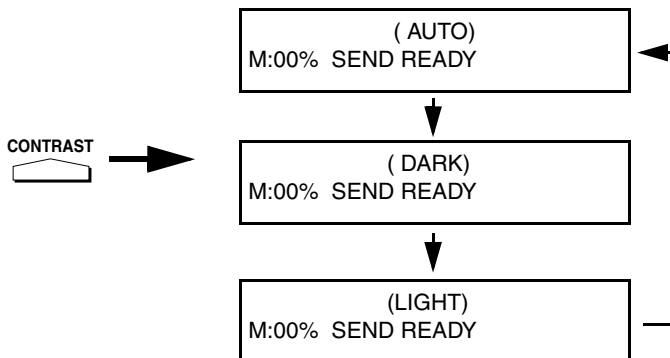 ( AUTO)
M:00% SEND READY
CONTRAST
( DARK)
M:00% SEND READY
(LIGHT)
M:00% SEND READY